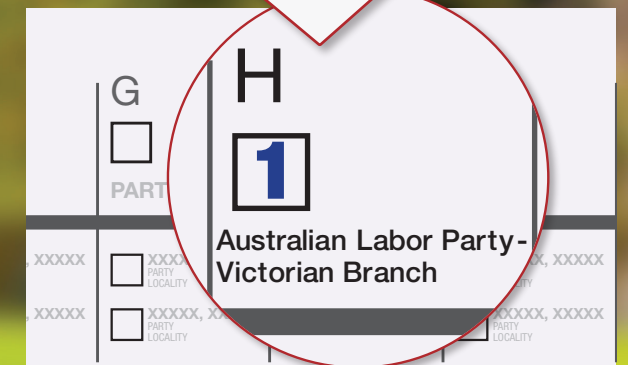 G
H
1
PART
Australian Labor Party-
Victorian Branch
, XXXXX
XXXX
PARTY
LOCALITY
X, XXXXX
, XXXXX
XXXXX, XX
PARTY
LOCALITY
XXXXX, XXXXX
PARTY
LOCALITY